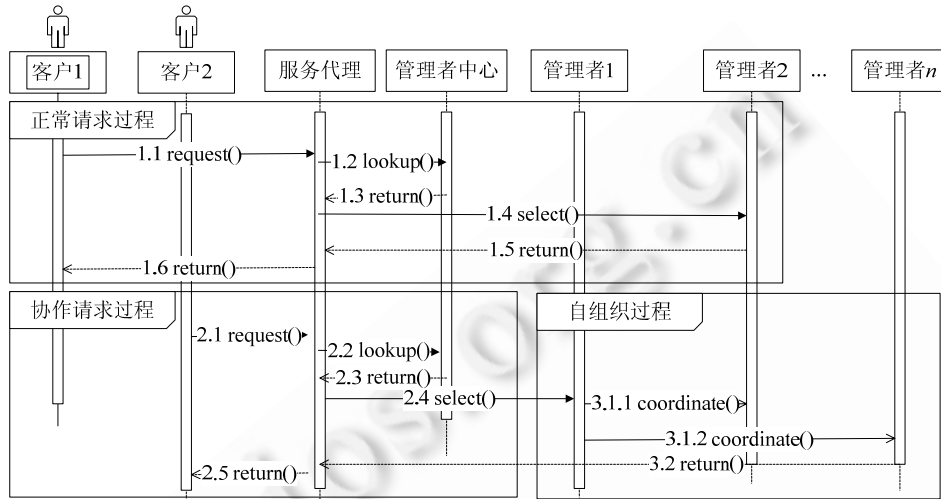 客户1 客户2 服务代理 管理者中心 管理者1 管理者2 ... 管理者n
正常请求过程
1.1 request()
1.2 lookup()
1.3 return()
1.4 select()
1.5 return()
1.6 return()
协作请求过程 自组织过程
2.1 request()
2.2 lookup()
2.3 return()
2.4 select()
3.1.1 coordinate()
3.1.2 coordinate()
3.2 return()
2.5 return()